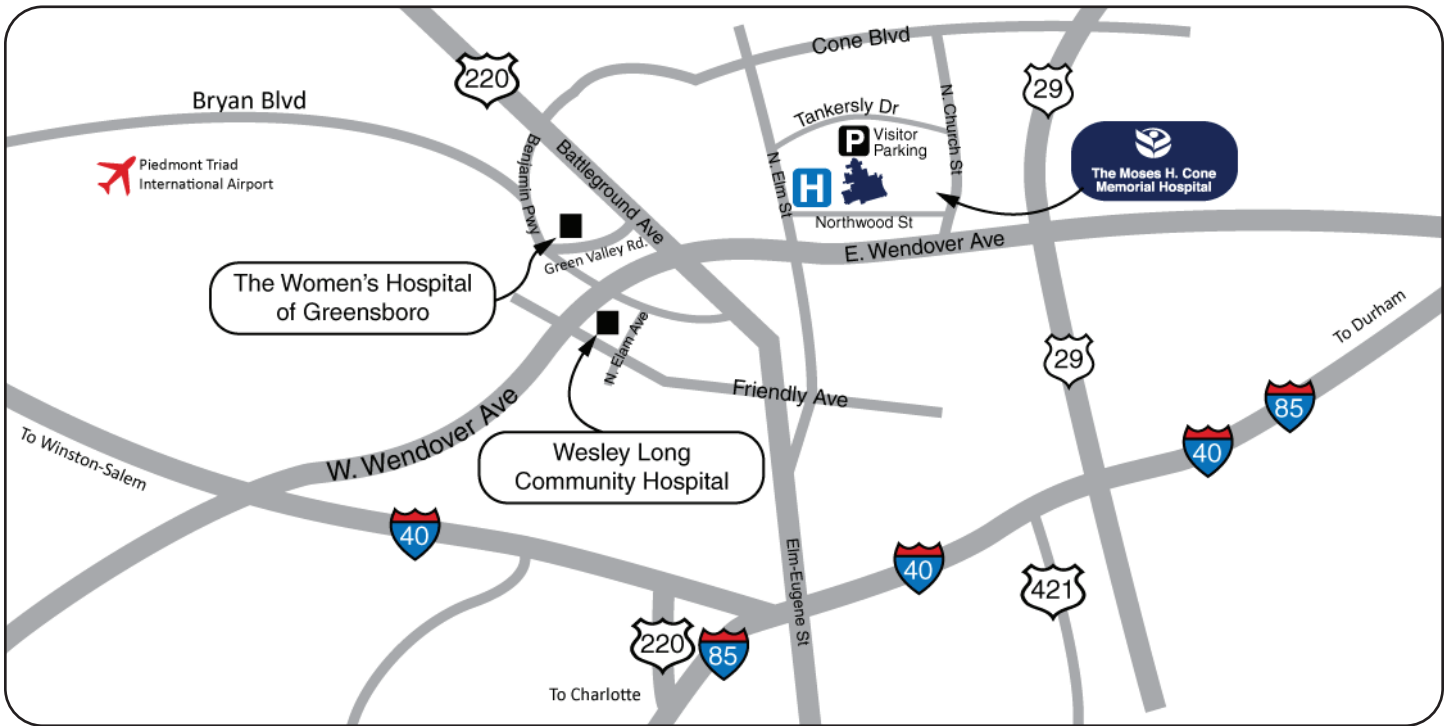 Cone Blvd
220
29
Bryan Blvd
Tankersly Dr
N. Church St
P
Visitor
Parking
Benjamin Pwy
Battleground Ave
N. Elm St
H
The Moses H. Cone
Memorial Hospital
Piedmont Triad
International Airport
Northwood St
E. Wendover Ave
Green Valley Rd.
The Women's Hospital
of Greensboro
N. Elam Ave
To Durham
29
Friendly Ave
85
W. Wendover Ave
To Winston-Salem
Wesley Long
Community Hospital
40
40
40
Elm-Eugene St
421
220
85
To Charlotte